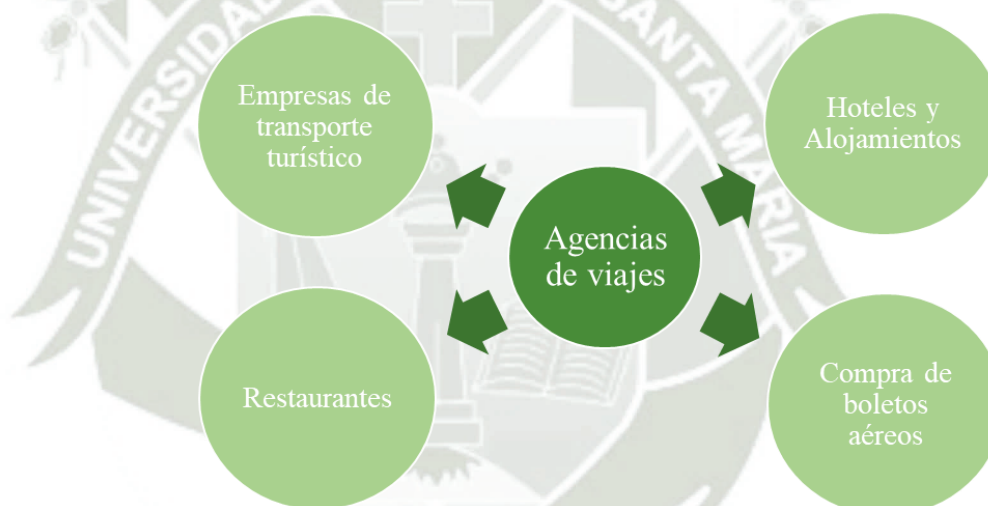 UNIVERSIDAD
SANTA MARIA
Empresas de
transporte
turístico
Hoteles y
Alojamientos
Agencias
de viajes
Restaurantes
Compra de
boletos
aéreos